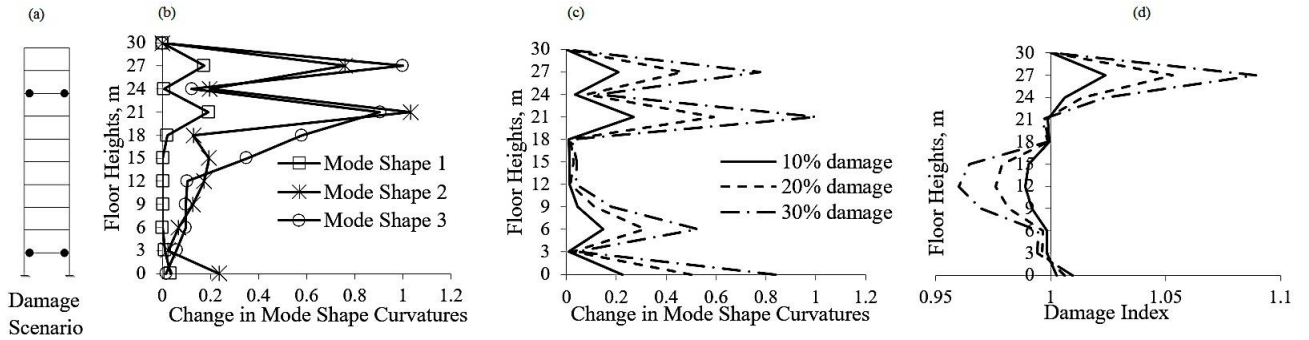 (a)
Damage
Scenario
(b)
Floor Heights, m
30
27
24
21
18
15
12
9
6
3
0
0 0.2 0.4 0.6 0.8 1 1.2
Change in Mode Shape Curvatures
Mode Shape 1
Mode Shape 2
Mode Shape 3
(c)
Floor Heights, m
30
27
24
21
18
15
12
9
6
3
0
0 0.2 0.4 0.6 0.8 1 1.2
Change in Mode Shape Curvatures
10% damage
20% damage
30% damage
(d)
Floor Heights, m
30
27
24
21
18
15
12
9
6
3
0
0.95 1 1.05 1.1
Damage Index